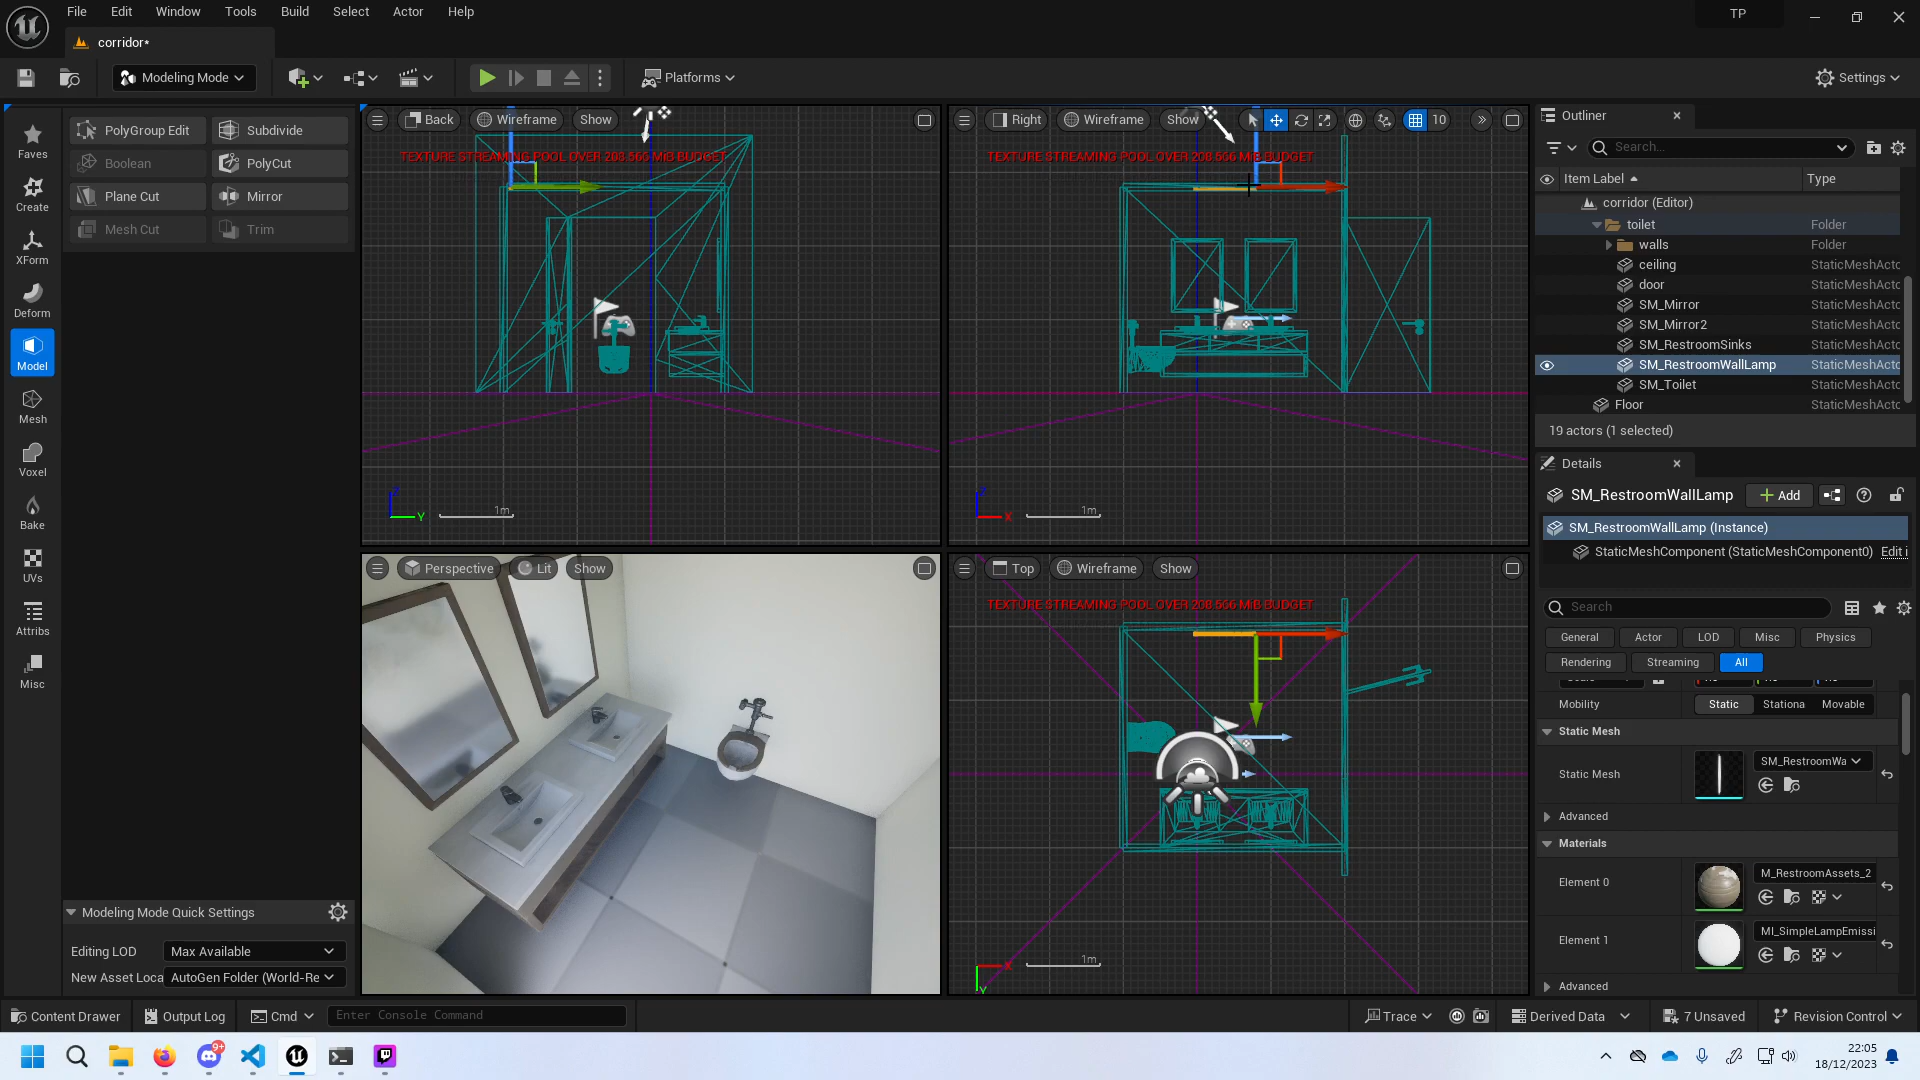 File Edit Window Tools Build Select Actor Help
TP
corridor*
Modeling Mode
Platforms
Settings
Faves
Create
XForm
Deform
Model
Mesh
Voxel
Bake
UVs
Attribs
Misc
PolyGroup Edit Subdivide
Boolean PolyCut
Plane Cut Mirror
Mesh Cut Trim
Modeling Mode Quick Settings
Editing LOD Max Available
New Asset Loca AutoGen Folder (World-Re
Back Wireframe Show
TEXTURE STREAMING POOL OVER 208.566 MiB BUDGET
Z
Y
1m
Right Wireframe Show 10
TEXTURE STREAMING POOL OVER 208.566 MiB BUDGET
Z
X
1m
Perspective Lit Show
Top Wireframe Show
TEXTURE STREAMING POOL OVER 208.566 MiB BUDGET
X
Y
1m
Outliner
Search...
Item Label Type
corridor (Editor)
toilet Folder
walls Folder
ceiling StaticMeshActo
door StaticMeshActo
SM_Mirror StaticMeshActo
SM_Mirror2 StaticMeshActo
SM_RestroomSinks StaticMeshActo
SM_RestroomWallLamp StaticMeshActo
SM_Toilet StaticMeshActo
Floor StaticMeshActo
19 actors (1 selected)
Details
SM_RestroomWallLamp Add
SM_RestroomWallLamp (Instance)
StaticMeshComponent (StaticMeshComponent0) Edit i
Search
General Actor LOD Misc Physics
Rendering Streaming All
Mobility Static Stationa Movable
Static Mesh
Static Mesh SM_RestroomWa
Advanced
Materials
Element 0 M_RestroomAssets_2
Element 1 MI_SimpleLampEmissi
Advanced
Content Drawer Output Log Cmd Enter Console Command
Trace Derived Data 7 Unsaved Revision Control
9+
22:05
18/12/2023